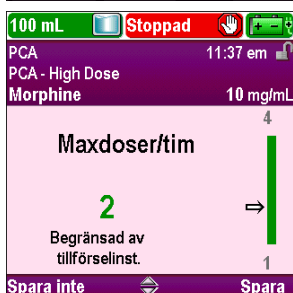 100 mL Stoppad
PCA 11:37 em
PCA - High Dose
Morphine 10 mg/mL
4
Maxdoser/tim
2
Begränsad av
tillförselinst.
1
Spara inte Spara